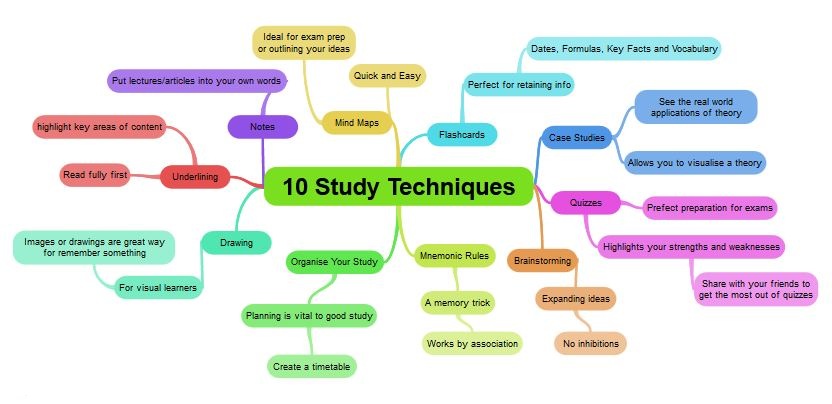 10 Study Techniques
Mind Maps
Ideal for exam prep
or outlining your ideas
Quick and Easy
Notes
Put lectures/articles into your own words
Underlining
highlight key areas of content
Read fully first
Drawing
For visual learners
Images or drawings are great way
for remember something
Organise Your Study
Planning is vital to good study
Create a timetable
Flashcards
Perfect for retaining info
Dates, Formulas, Key Facts and Vocabulary
Case Studies
See the real world
applications of theory
Allows you to visualise a theory
Quizzes
Prefect preparation for exams
Highlights your strengths and weaknesses
Share with your friends to
get the most out of quizzes
Brainstorming
Expanding ideas
No inhibitions
Mnemonic Rules
A memory trick
Works by association